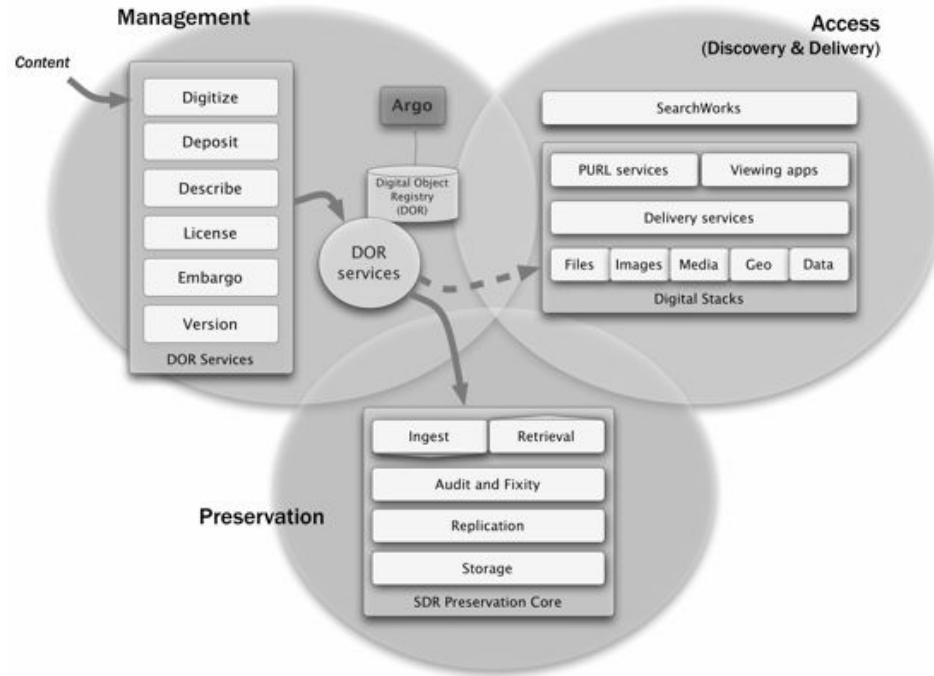 Management
Content
Digitize
Deposit
Describe
License
Embargo
Version
DOR Services
Argo
Digital Object
Registry
(DOR)
DOR
services
Access
(Discovery & Delivery)
SearchWorks
PURL services
Viewing apps
Delivery services
Files
Images
Media
Geo
Data
Digital Stacks
Preservation
Ingest
Retrieval
Audit and Fixity
Replication
Storage
SDR Preservation Core